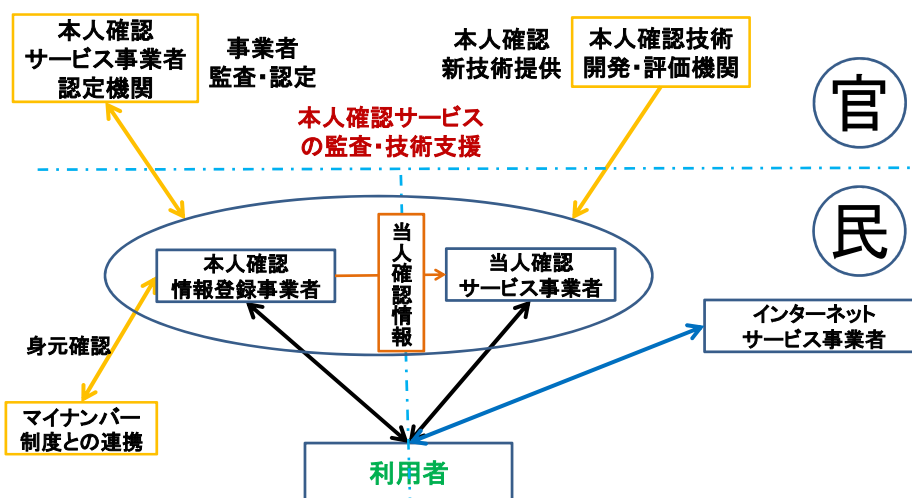 本人確認
サービス事業者
認定機関
事業者
監査・認定
本人確認
新技術提供
本人確認技術
開発・評価機関
官
本人確認サービス
の監査・技術支援
民
当人確認情報
本人確認
情報登録事業者
当人確認
サービス事業者
インターネット
サービス事業者
身元確認
マイナンバー
制度との連携
利用者